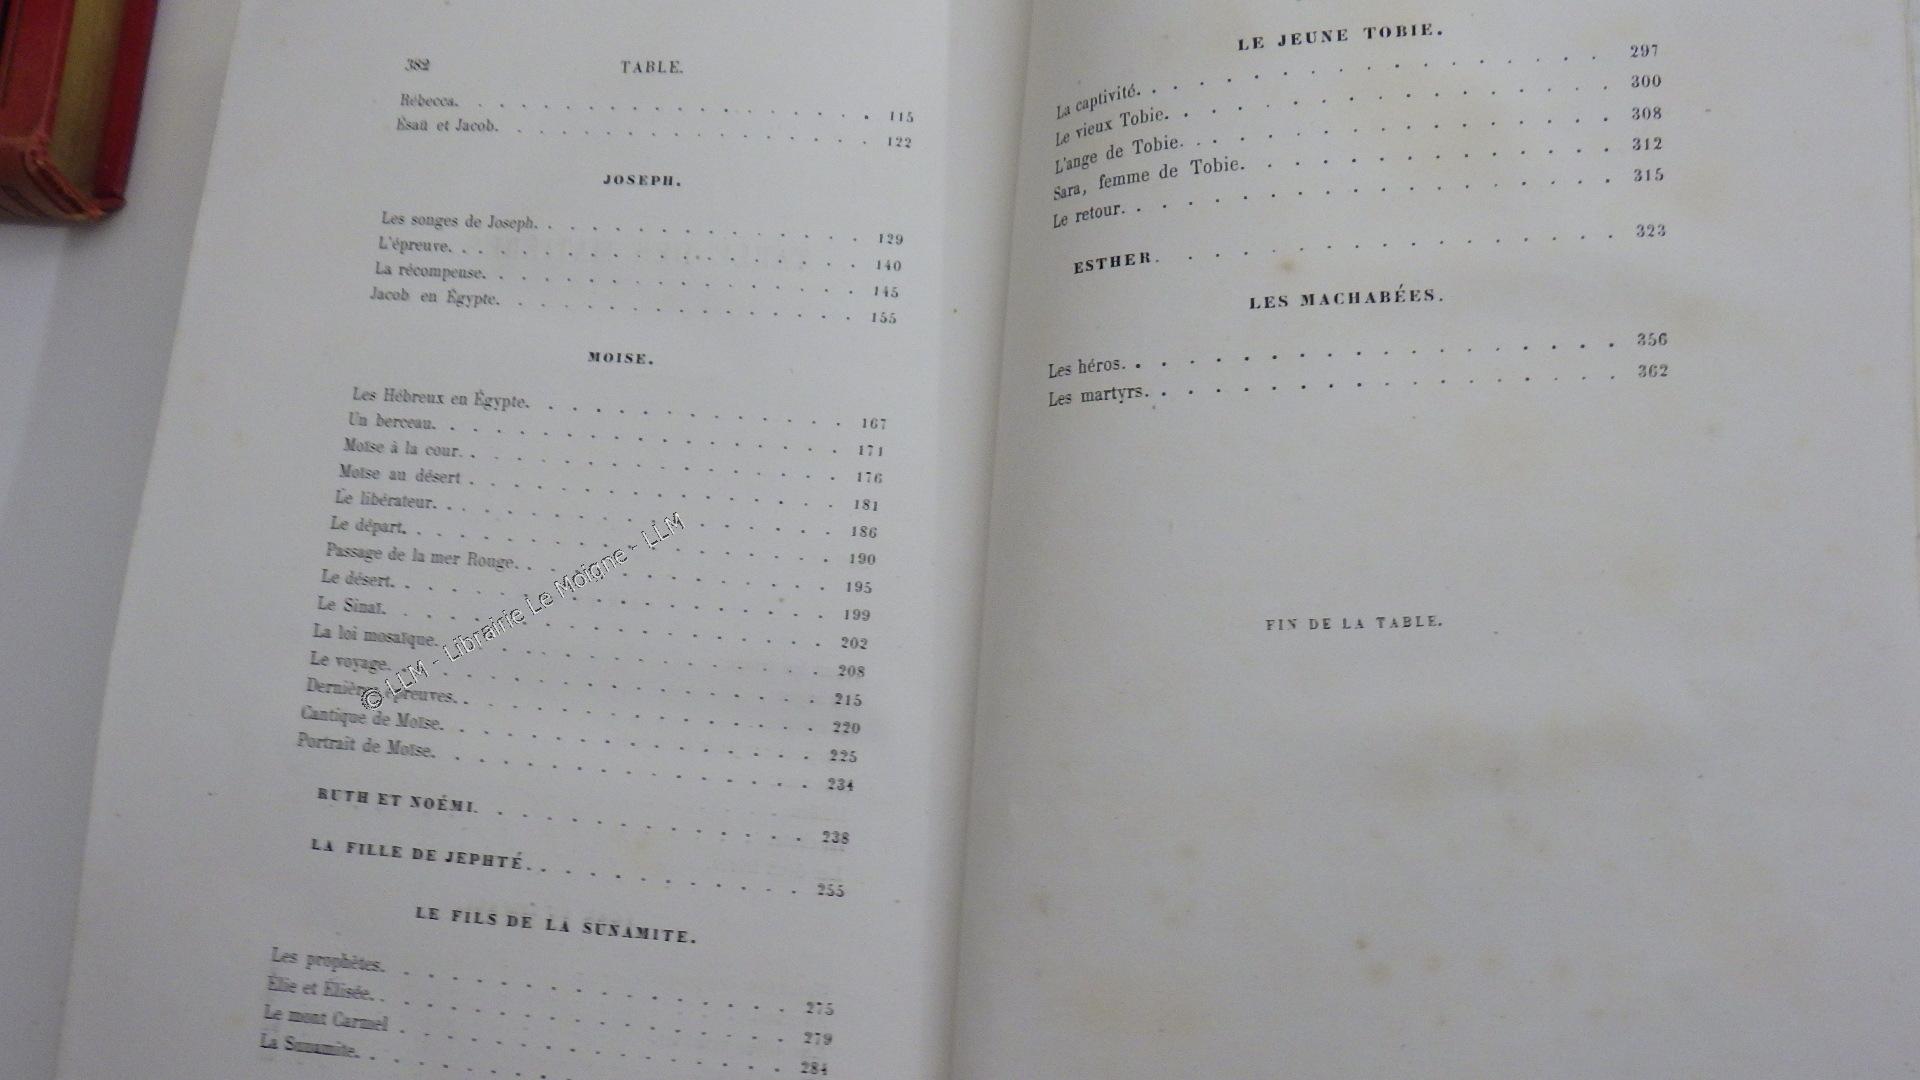 382 TABLE.
Rébecca. . . . . . . . . . . . . . . . . . 115
Ésaü et Jacob. . . . . . . . . . . . . . . . 122
JOSEPH.
Les songes de Joseph. . . . . . . . . . . . . . 129
L'épreuve. . . . . . . . . . . . . . . . . . 140
La récompense. . . . . . . . . . . . . . . . 145
Jacob en Égypte. . . . . . . . . . . . . . . 155
MOISE.
Les Hébreux en Égypte. . . . . . . . . . . . . 167
Un berceau. . . . . . . . . . . . . . . . . 171
Moïse à la cour. . . . . . . . . . . . . . . . 176
Moïse au désert . . . . . . . . . . . . . . . 181
Le libérateur. . . . . . . . . . . . . . . . . 186
Le départ. . . . . . . . . . . . . . . . . . 190
Passage de la mer Rouge. . . . . . . . . . . . . 195
Le désert. . . . . . . . . . . . . . . . . . 199
Le Sinaï. . . . . . . . . . . . . . . . . . 202
La loi mosaïque. . . . . . . . . . . . . . . . 208
Le voyage. . . . . . . . . . . . . . . . . . 215
Dernières épreuves. . . . . . . . . . . . . . . 220
Cantique de Moïse. . . . . . . . . . . . . . . 225
Portrait de Moïse. . . . . . . . . . . . . . . 234
RUTH ET NOÉMI. . . . . . . . . . . . . . . 238
LA FILLE DE JEPHTÉ. . . . . . . . . . . . . 255
LE FILS DE LA SUNAMITE.
Les prophètes. . . . . . . . . . . . . . . . 275
Élie et Élisée. . . . . . . . . . . . . . . . . 279
Le mont Carmel . . . . . . . . . . . . . . . 284
La Sunamite. . . . . . . . .
LE JEUNE TOBIE.
La captivité. . . . . . . . . . . . . . . . . 297
Le vieux Tobie. . . . . . . . . . . . . . . . 300
L'ange de Tobie. . . . . . . . . . . . . . . . 308
Sara, femme de Tobie. . . . . . . . . . . . . . 312
Le retour. . . . . . . . . . . . . . . . . . 315
ESTHER. . . . . . . . . . . . . . . . . 323
LES MACHABÉES.
Les héros. . . . . . . . . . . . . . . . . . 356
Les martyrs. . . . . . . . . . . . . . . . . 362
FIN DE LA TABLE.
© LLM - Librairie Le Moigne - LLM